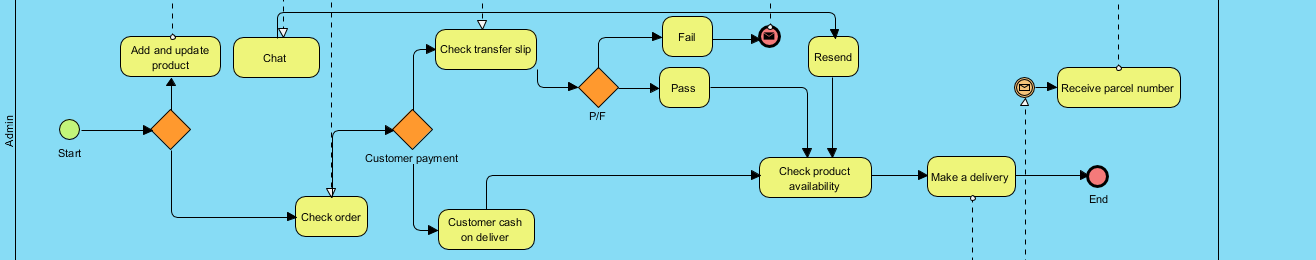 Admin
Start
Add and update
product
Chat
Check order
Customer payment
Check transfer slip
Customer cash
on deliver
P/F
Fail
Pass
Resend
Check product
availability
Make a delivery
Receive parcel number
End